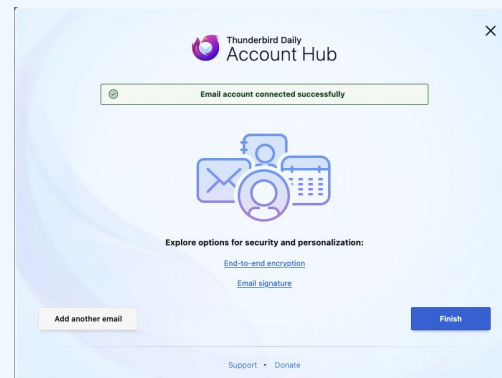 Thunderbird Daily
Account Hub
Email account connected successfully
Explore options for security and personalization:
End-to-end encryption
Email signature
Add another email
Finish
Support • Donate